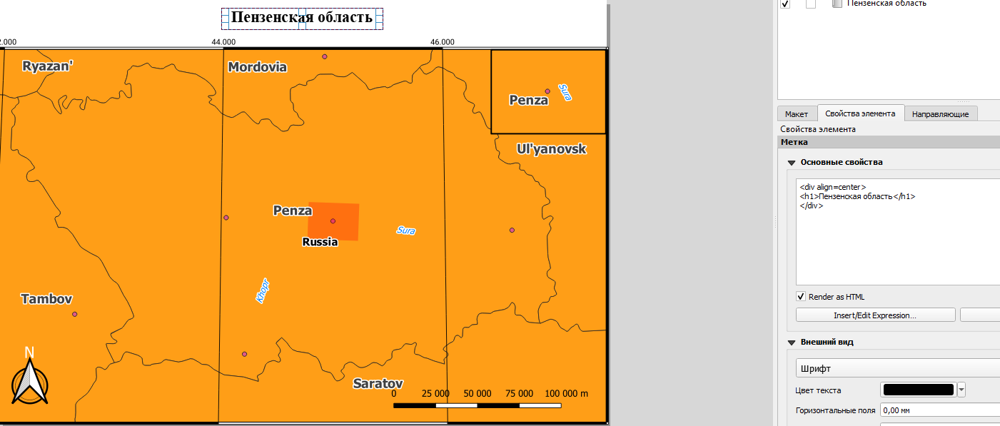 Пензенская область
2.000
44.000
46.000
Ryazan'
Mordovia
Penza
Sura
Ul'yanovsk
Penza
Sura
Russia
Khopr
Tambov
N
Saratov
0 25 000 50 000 75 000 100 000 m
Пензенская область
Макет
Свойства элемента
Направляющие
Свойства элемента
Метка
Основные свойства
<div align=center>
<h1>Пензенская область</h1>
</div>
Render as HTML
Insert/Edit Expression...
Внешний вид
Шрифт
Цвет текста
Горизонтальные поля
0,00 мм